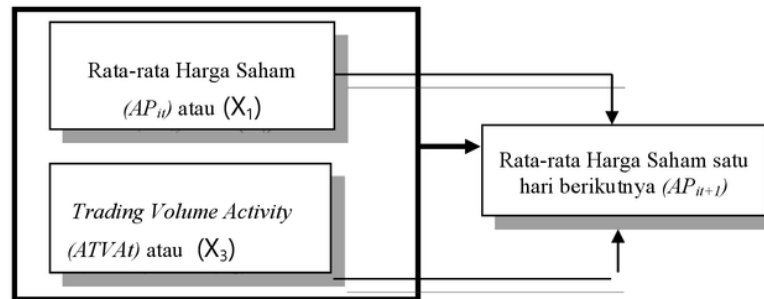 Rata-rata Harga Saham
(APit) atau (X1)
Trading Volume Activity
(ATVAt) atau (X3)
Rata-rata Harga Saham satu
hari berikutnya (APit+1)